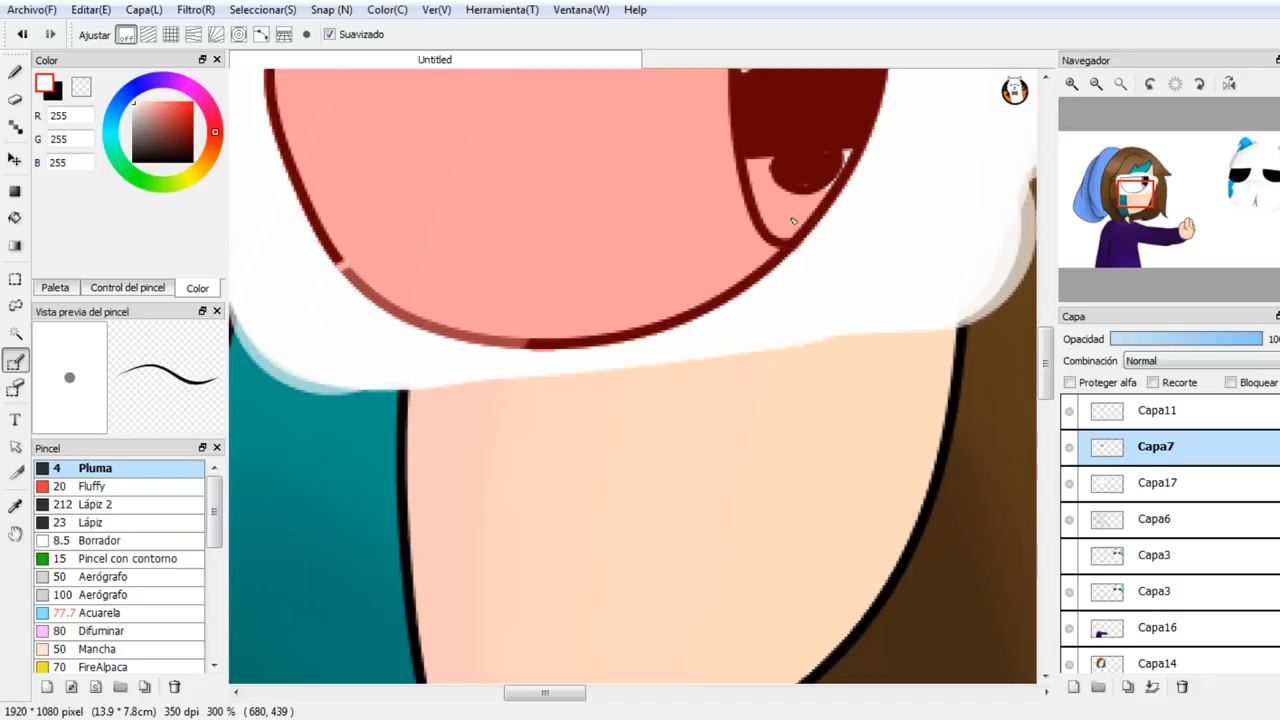 Archivo(F) Editar(E) Capa(L) Filtro(R) Seleccionar(S) Snap (N) Color(C) Ver(V) Herramienta(T) Ventana(W) Help
Ajustar off Suavizado
Color
Untitled
Navegador
R 255
G 255
B 255
Paleta Control del pincel Color
Vista previa del pincel
Capa
Opacidad 100
Combinación Normal
Proteger alfa Recorte Bloquear
Capa11
Capa7
Capa17
Capa6
Capa3
Capa3
Capa16
Capa14
Pincel
4 Pluma
20 Fluffy
212 Lápiz 2
23 Lápiz
8.5 Borrador
15 Pincel con contorno
50 Aerógrafo
100 Aerógrafo
77.7 Acuarela
80 Difuminar
50 Mancha
70 FireAlpaca
1920 * 1080 pixel (13.9 * 7.8cm) 350 dpi 300 % ( 680, 439 )